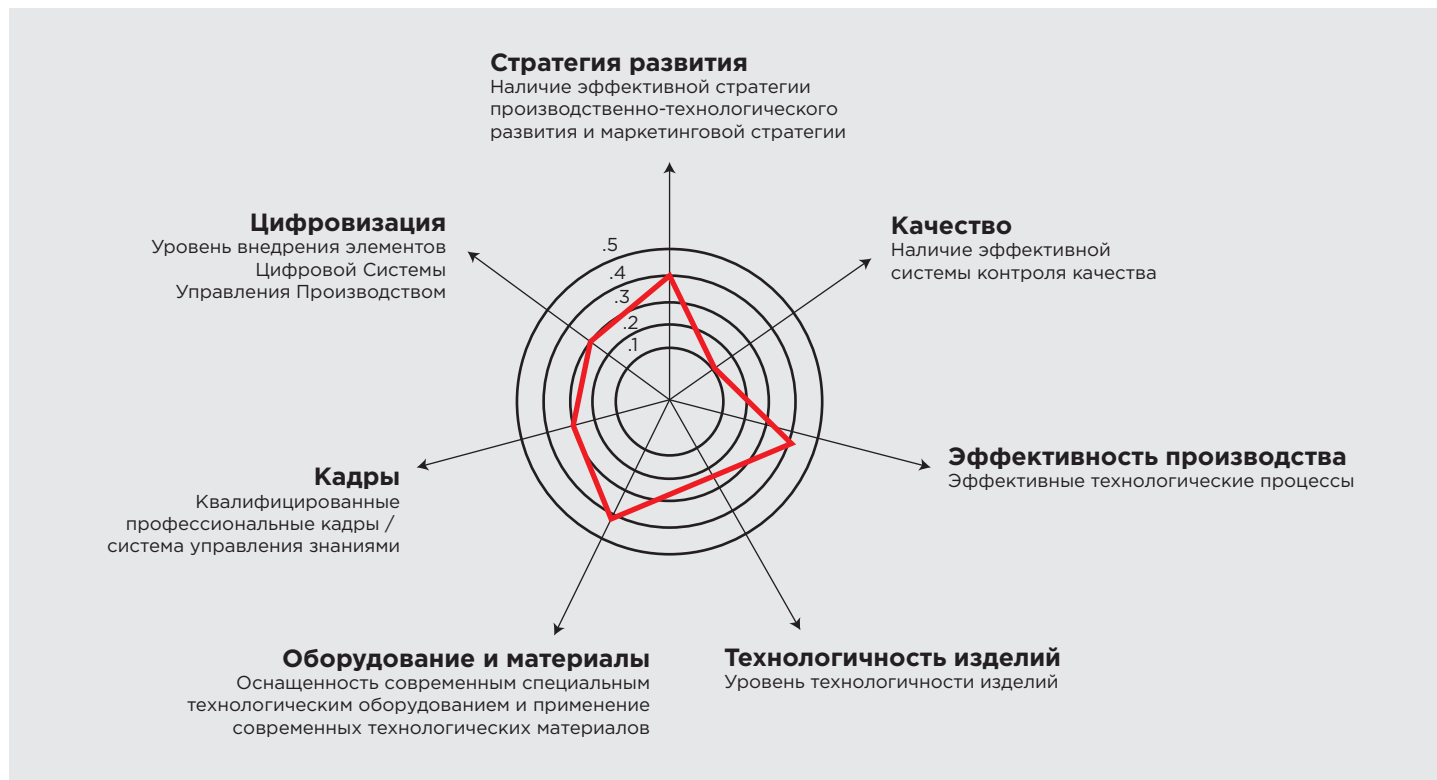 Стратегия развития
Наличие эффективной стратегии
производственно-технологического
развития и маркетинговой стратегии
Цифровизация
Уровень внедрения элементов
Цифровой Системы
Управления Производством
Качество
Наличие эффективной
системы контроля качества
.5
.4
.3
.2
.1
Кадры
Квалифицированные
профессиональные кадры /
система управления знаниями
Эффективность производства
Эффективные технологические процессы
Оборудование и материалы
Оснащенность современным специальным
технологическим оборудованием и применение
современных технологических материалов
Технологичность изделий
Уровень технологичности изделий